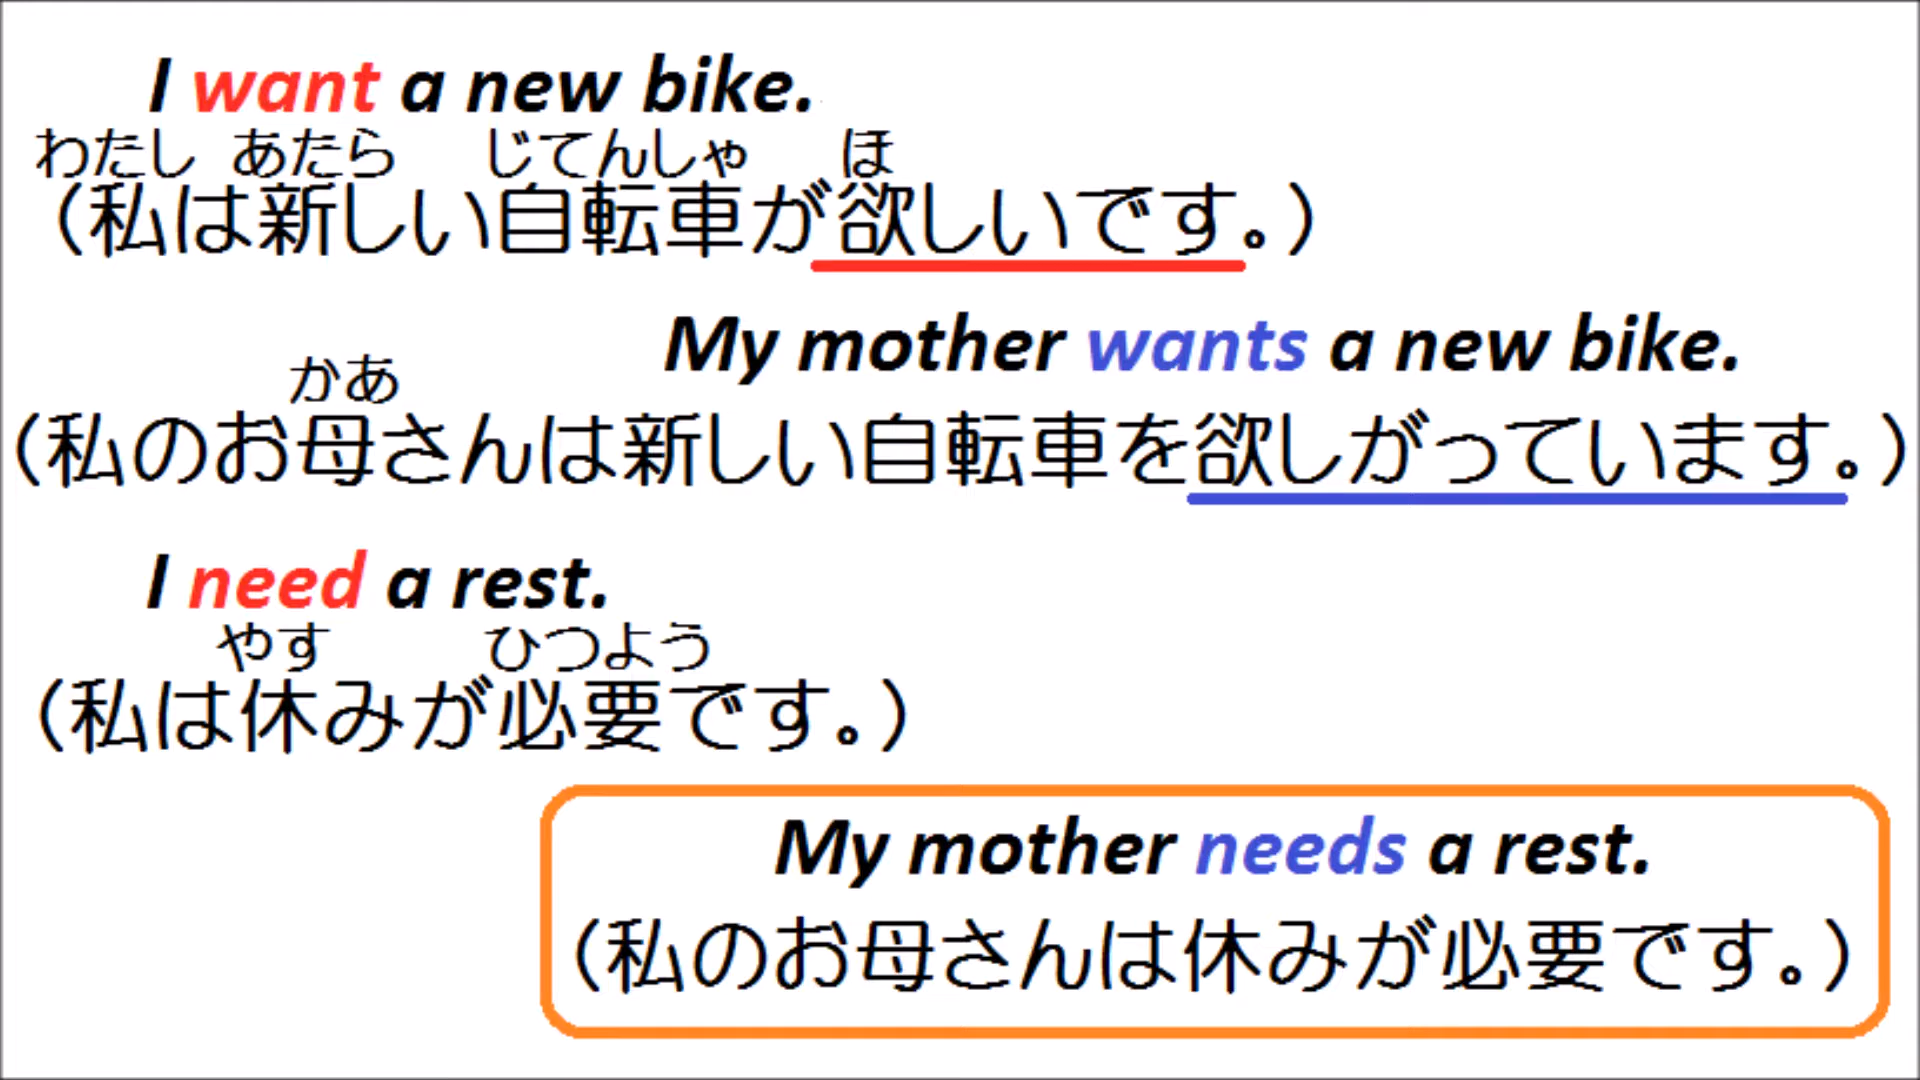 I want a new bike.
わたし あたら じてんしゃ ほ
（私は新しい自転車が欲しいです。）
My mother wants a new bike.
かあ
（私のお母さんは新しい自転車を欲しがっています。）
I need a rest.
やす ひつよう
（私は休みが必要です。）
My mother needs a rest.
（私のお母さんは休みが必要です。）